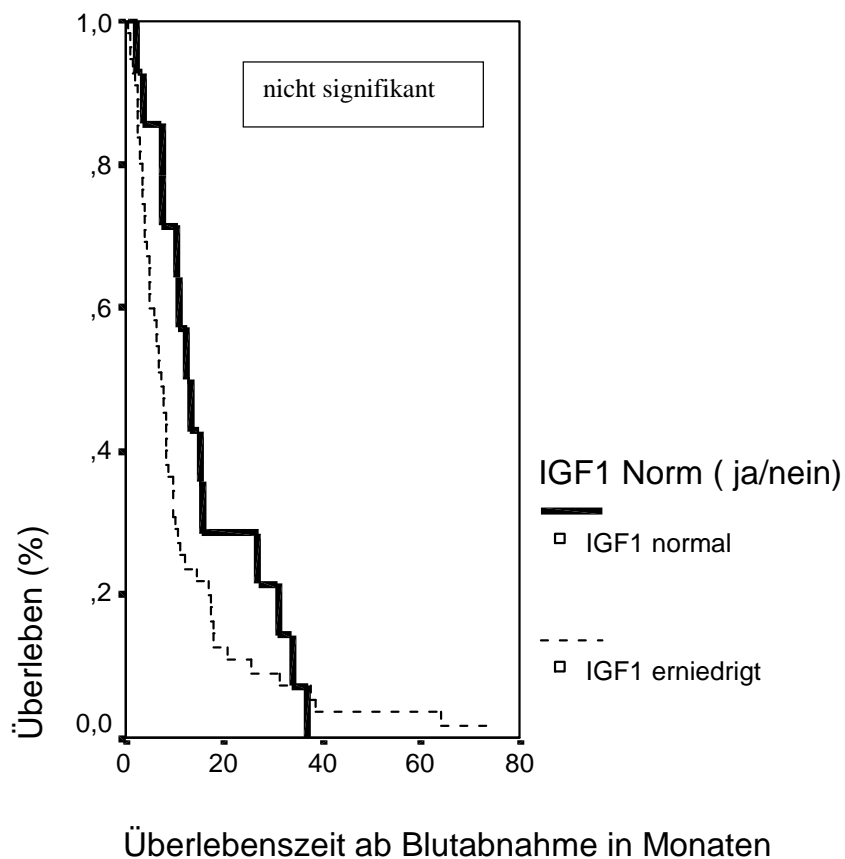 1,0
nicht signifikant
,8
,6
,4
,2
0,0
Überleben (%)
0 20 40 60 80
Überlebenszeit ab Blutabnahme in Monaten
IGF1 Norm ( ja/nein)
IGF1 normal
IGF1 erniedrigt